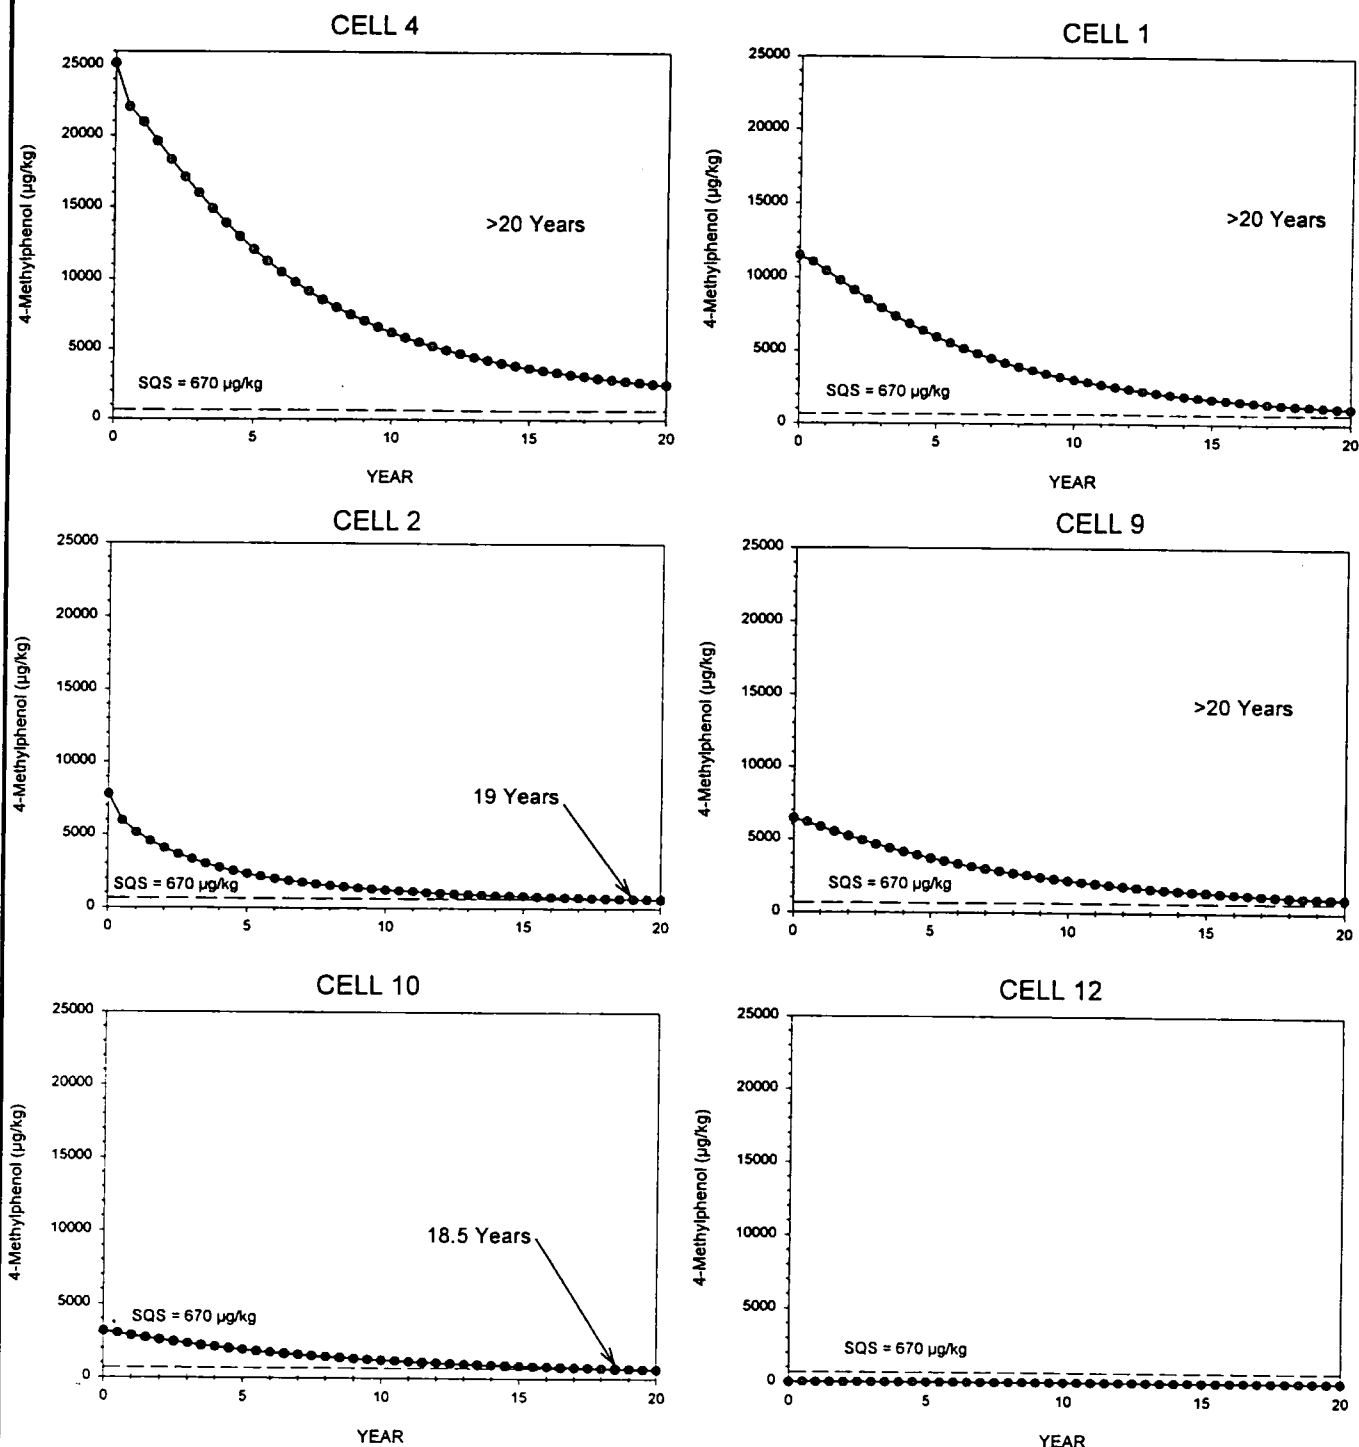 CELL 4
25000
20000
15000
10000
5000
0
4-Methylphenol (µg/kg)
>20 Years
SQS = 670 µg/kg
0 5 10 15 20
YEAR
CELL 1
25000
20000
15000
10000
5000
0
4-Methylphenol (µg/kg)
>20 Years
SQS = 670 µg/kg
0 5 10 15 20
YEAR
CELL 2
25000
20000
15000
10000
5000
0
4-Methylphenol (µg/kg)
19 Years
SQS = 670 µg/kg
0 5 10 15 20
CELL 9
25000
20000
15000
10000
5000
0
4-Methylphenol (µg/kg)
>20 Years
SQS = 670 µg/kg
0 5 10 15 20
CELL 10
25000
20000
15000
10000
5000
0
4-Methylphenol (µg/kg)
18.5 Years
SQS = 670 µg/kg
0 5 10 15 20
YEAR
CELL 12
25000
20000
15000
10000
5000
0
4-Methylphenol (µg/kg)
SQS = 670 µg/kg
0 5 10 15 20
YEAR